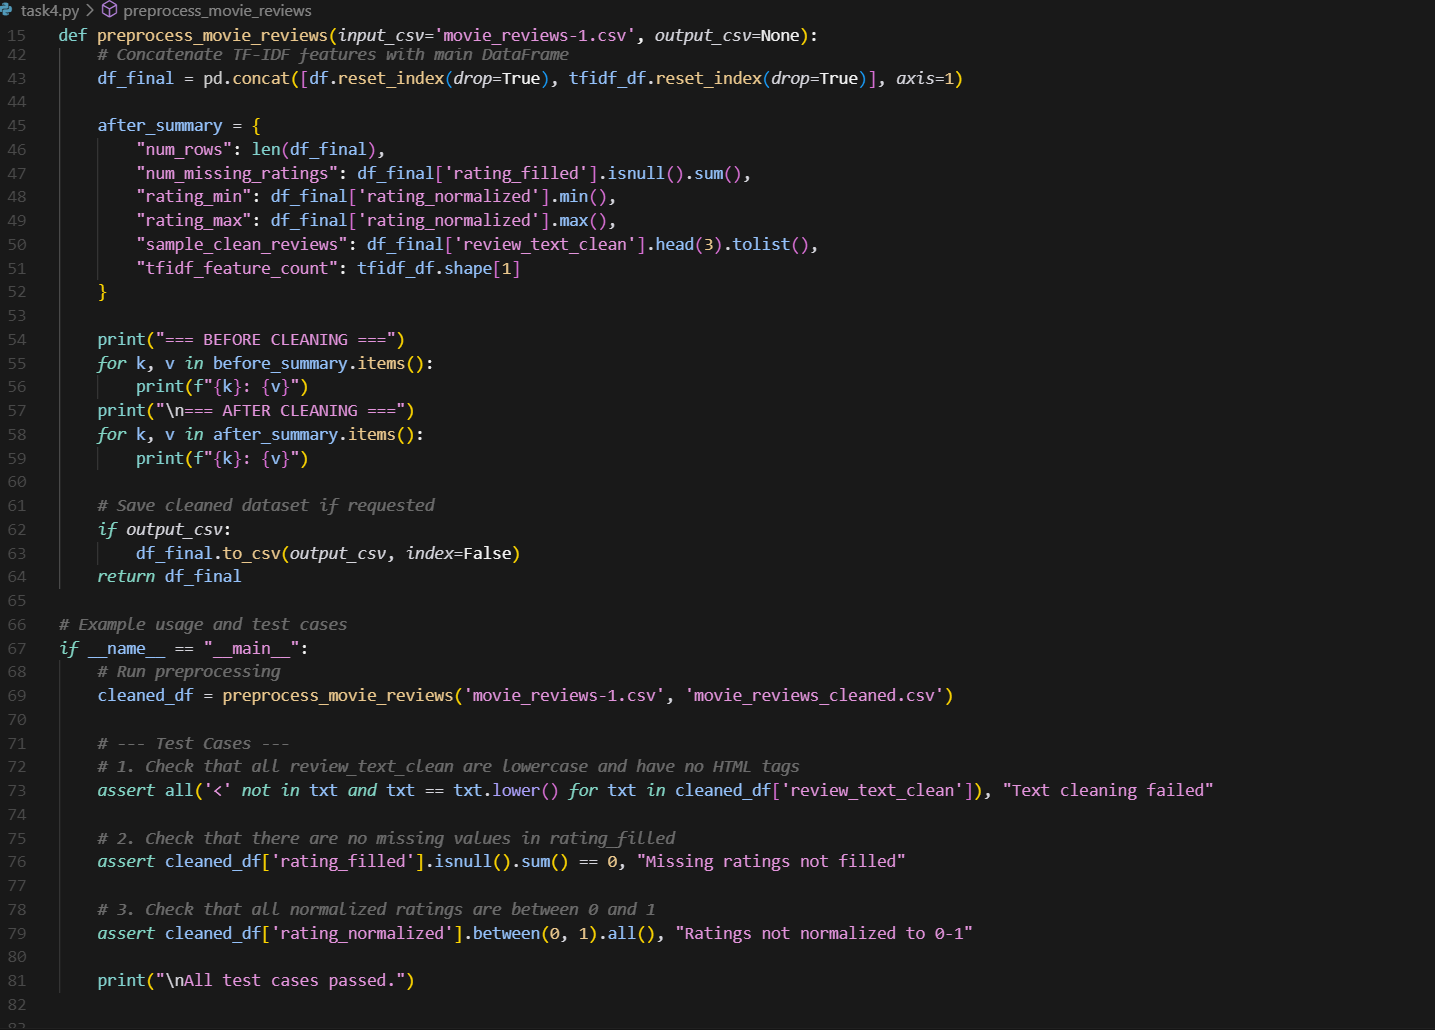 task4.py > preprocess_movie_reviews
15 def preprocess_movie_reviews(input_csv='movie_reviews-1.csv', output_csv=None):
42     # Concatenate TF-IDF features with main DataFrame
43     df_final = pd.concat([df.reset_index(drop=True), tfidf_df.reset_index(drop=True)], axis=1)
44
45     after_summary = {
46         "num_rows": len(df_final),
47         "num_missing_ratings": df_final['rating_filled'].isnull().sum(),
48         "rating_min": df_final['rating_normalized'].min(),
49         "rating_max": df_final['rating_normalized'].max(),
50         "sample_clean_reviews": df_final['review_text_clean'].head(3).tolist(),
51         "tfidf_feature_count": tfidf_df.shape[1]
52     }
53
54     print("=== BEFORE CLEANING ===")
55     for k, v in before_summary.items():
56         print(f"{k}: {v}")
57     print("\n=== AFTER CLEANING ===")
58     for k, v in after_summary.items():
59         print(f"{k}: {v}")
60
61     # Save cleaned dataset if requested
62     if output_csv:
63         df_final.to_csv(output_csv, index=False)
64     return df_final
65
66 # Example usage and test cases
67 if __name__ == "__main__":
68     # Run preprocessing
69     cleaned_df = preprocess_movie_reviews('movie_reviews-1.csv', 'movie_reviews_cleaned.csv')
70
71     # --- Test Cases ---
72     # 1. Check that all review_text_clean are lowercase and have no HTML tags
73     assert all('<' not in txt and txt == txt.lower() for txt in cleaned_df['review_text_clean']), "Text cleaning failed"
74
75     # 2. Check that there are no missing values in rating_filled
76     assert cleaned_df['rating_filled'].isnull().sum() == 0, "Missing ratings not filled"
77
78     # 3. Check that all normalized ratings are between 0 and 1
79     assert cleaned_df['rating_normalized'].between(0, 1).all(), "Ratings not normalized to 0-1"
80
81     print("\nAll test cases passed.")
82